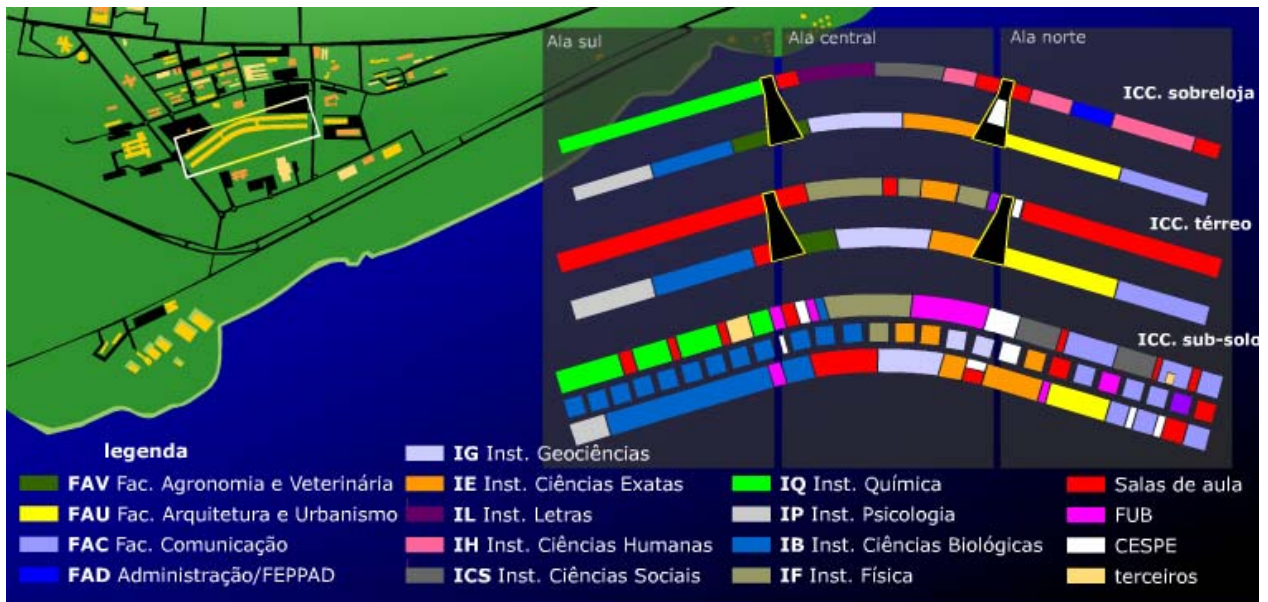 Ala sul
Ala central
Ala norte
ICC. sobreloja
ICC. térreo
ICC. sub-solo
legenda
FAV Fac. Agronomia e Veterinária
FAU Fac. Arquitetura e Urbanismo
FAC Fac. Comunicação
FAD Administração/FEPPAD
IG Inst. Geociências
IE Inst. Ciências Exatas
IL Inst. Letras
IH Inst. Ciências Humanas
ICS Inst. Ciências Sociais
IQ Inst. Química
IP Inst. Psicologia
IB Inst. Ciências Biológicas
IF Inst. Física
Salas de aula
FUB
CESPE
terceiros